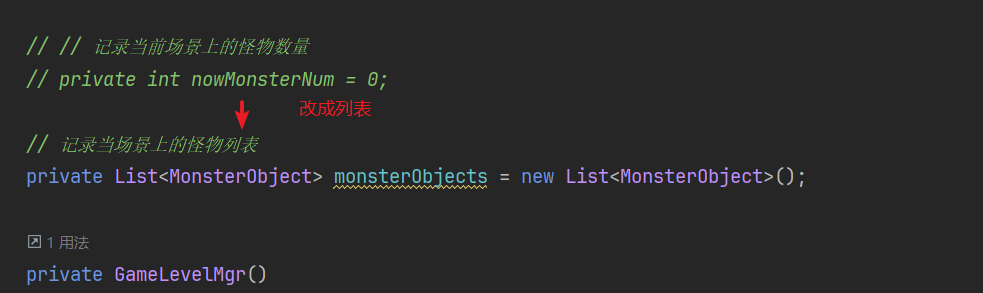 // // 记录当前场景上的怪物数量
// private int nowMonsterNum = 0;
改成列表
// 记录当场景上的怪物列表
private List<MonsterObject> monsterObjects = new List<MonsterObject>();
1 用法
private GameLevelMgr()